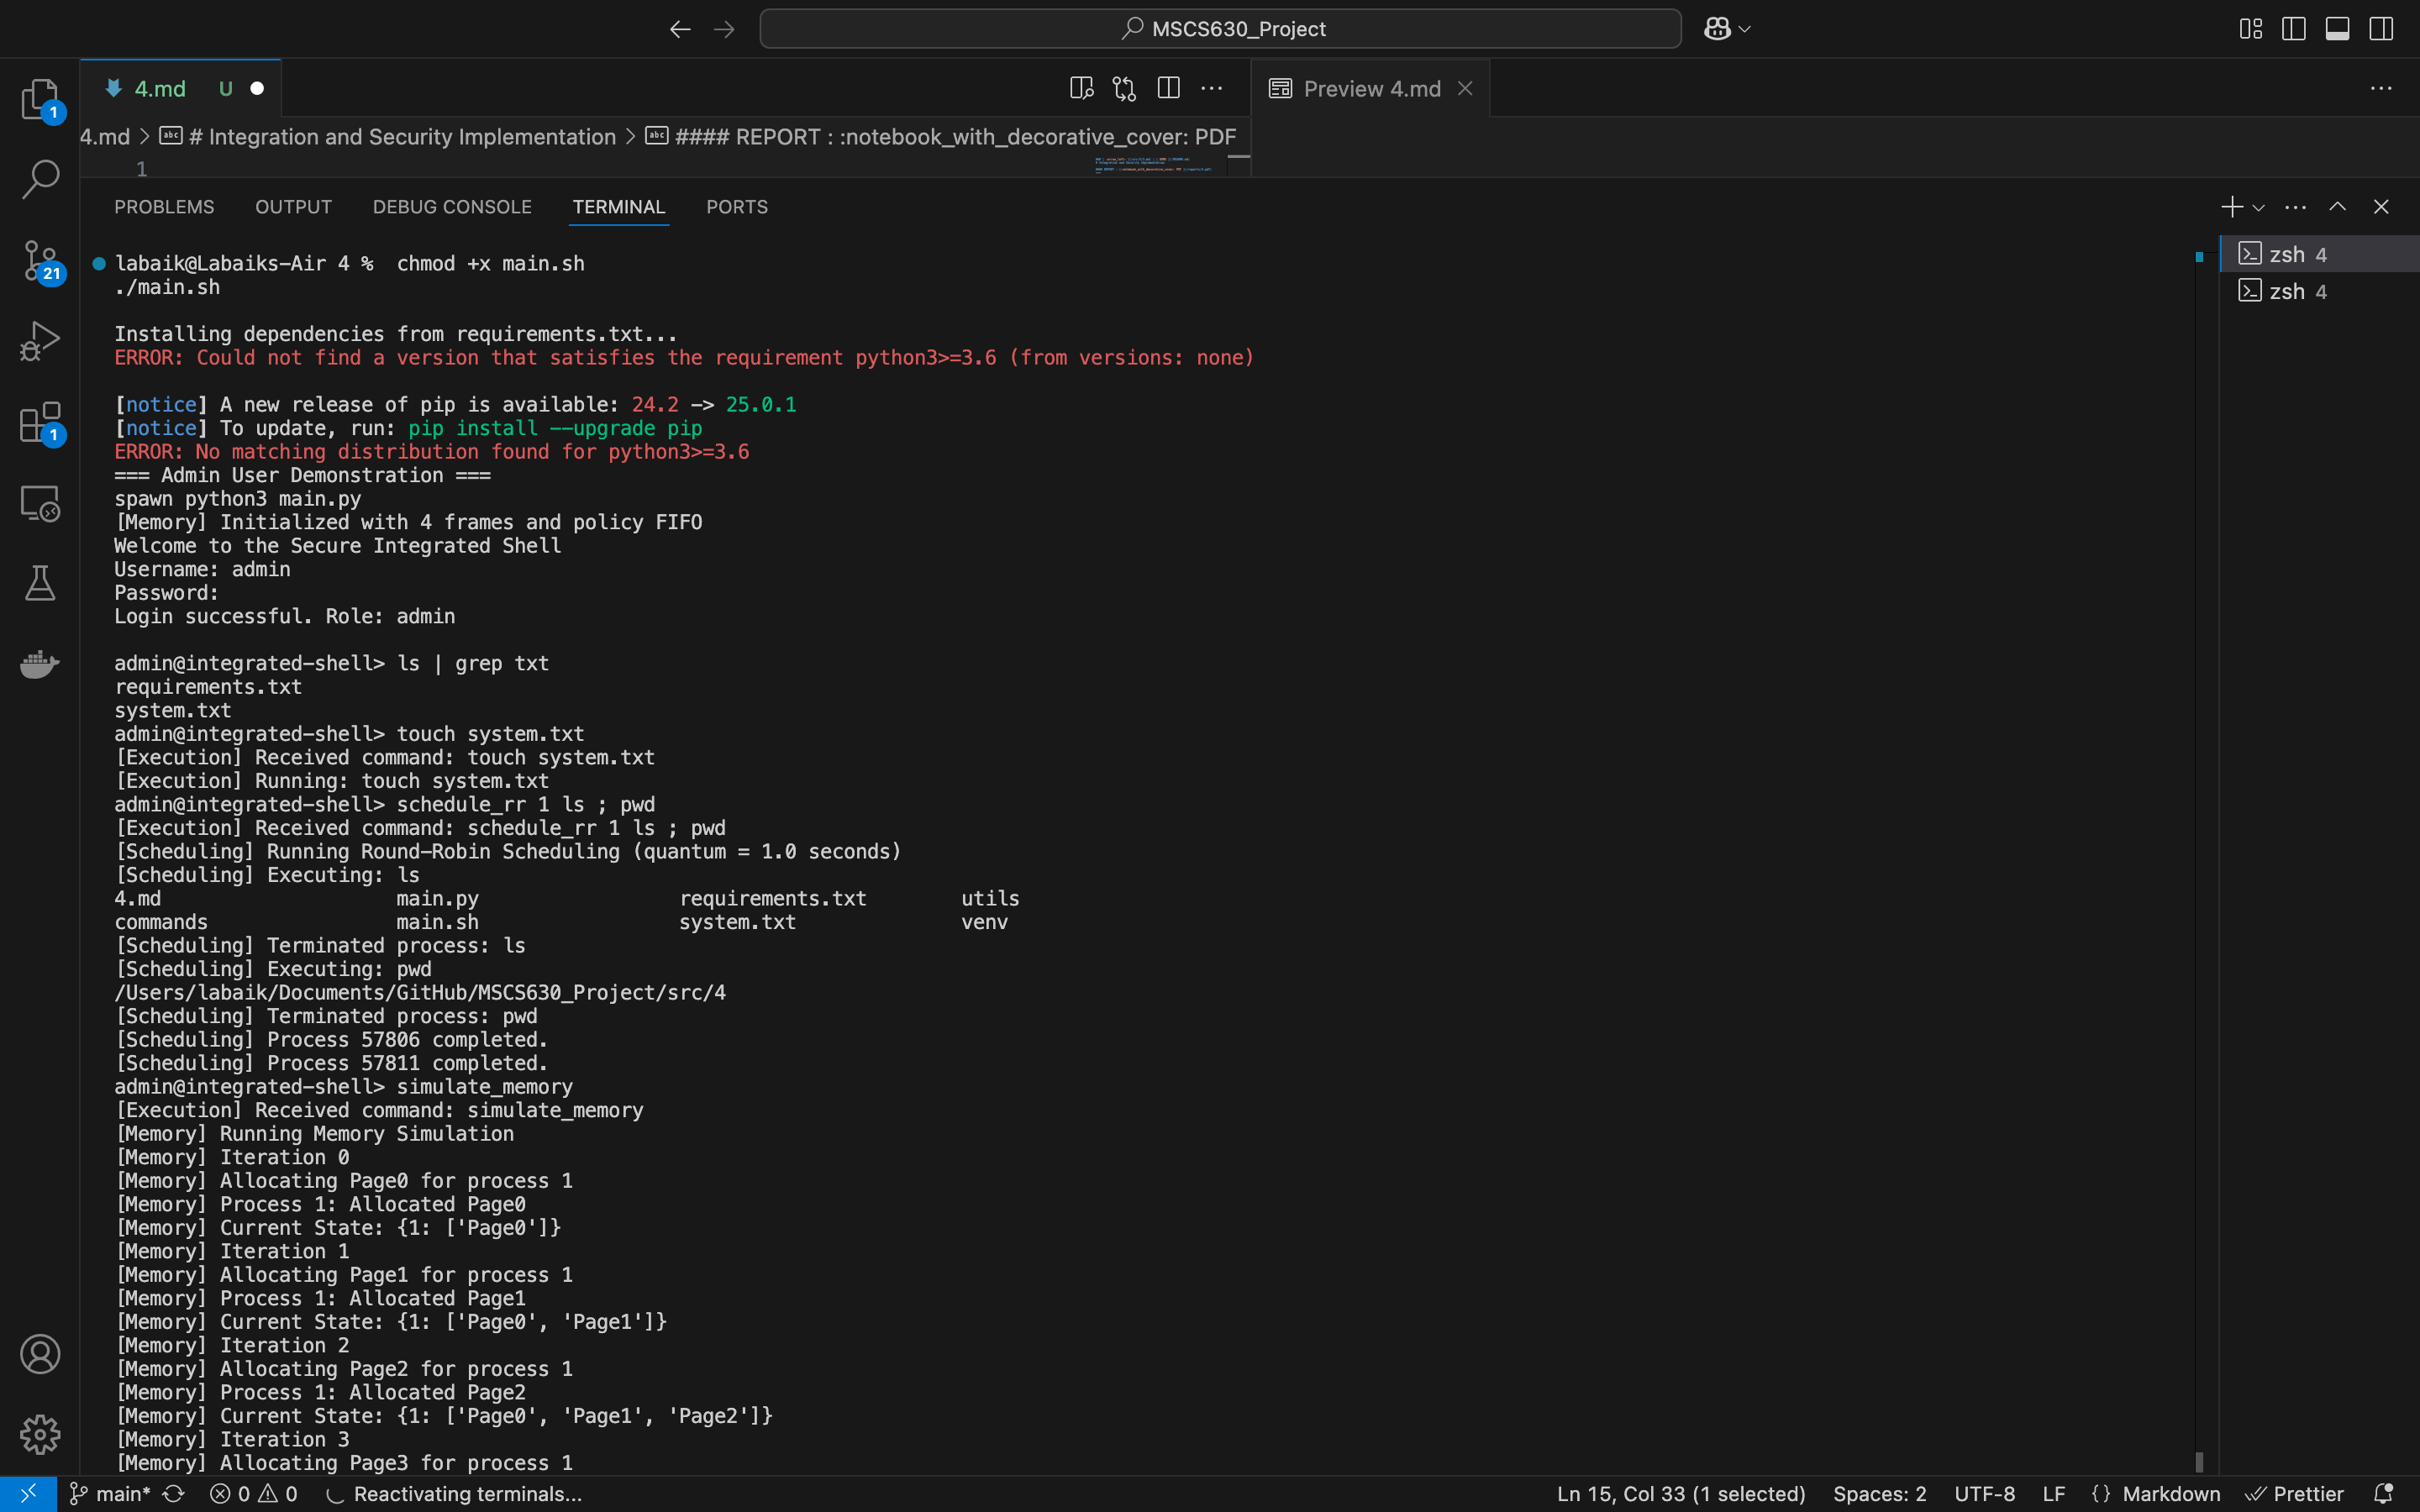 MSCS630_Project
4.md U
Preview 4.md
4.md > # Integration and Security Implementation > #### REPORT : :notebook_with_decorative_cover: PDF
1
1
21
1
PROBLEMS OUTPUT DEBUG CONSOLE TERMINAL PORTS
zsh 4
zsh 4
labaik@Labaiks-Air 4 %  chmod +x main.sh
./main.sh
Installing dependencies from requirements.txt...
ERROR: Could not find a version that satisfies the requirement python3>=3.6 (from versions: none)
[notice] A new release of pip is available: 24.2 -> 25.0.1
[notice] To update, run: pip install --upgrade pip
ERROR: No matching distribution found for python3>=3.6
=== Admin User Demonstration ===
spawn python3 main.py
[Memory] Initialized with 4 frames and policy FIFO
Welcome to the Secure Integrated Shell
Username: admin
Password:
Login successful. Role: admin
admin@integrated-shell> ls | grep txt
requirements.txt
system.txt
admin@integrated-shell> touch system.txt
[Execution] Received command: touch system.txt
[Execution] Running: touch system.txt
admin@integrated-shell> schedule_rr 1 ls ; pwd
[Execution] Received command: schedule_rr 1 ls ; pwd
[Scheduling] Running Round-Robin Scheduling (quantum = 1.0 seconds)
[Scheduling] Executing: ls
4.md main.py requirements.txt utils
commands main.sh system.txt venv
[Scheduling] Terminated process: ls
[Scheduling] Executing: pwd
/Users/labaik/Documents/GitHub/MSCS630_Project/src/4
[Scheduling] Terminated process: pwd
[Scheduling] Process 57806 completed.
[Scheduling] Process 57811 completed.
admin@integrated-shell> simulate_memory
[Execution] Received command: simulate_memory
[Memory] Running Memory Simulation
[Memory] Iteration 0
[Memory] Allocating Page0 for process 1
[Memory] Process 1: Allocated Page0
[Memory] Current State: {1: ['Page0']}
[Memory] Iteration 1
[Memory] Allocating Page1 for process 1
[Memory] Process 1: Allocated Page1
[Memory] Current State: {1: ['Page0', 'Page1']}
[Memory] Iteration 2
[Memory] Allocating Page2 for process 1
[Memory] Process 1: Allocated Page2
[Memory] Current State: {1: ['Page0', 'Page1', 'Page2']}
[Memory] Iteration 3
[Memory] Allocating Page3 for process 1
main* 0 0 Reactivating terminals... Ln 15, Col 33 (1 selected) Spaces: 2 UTF-8 LF {} Markdown Prettier